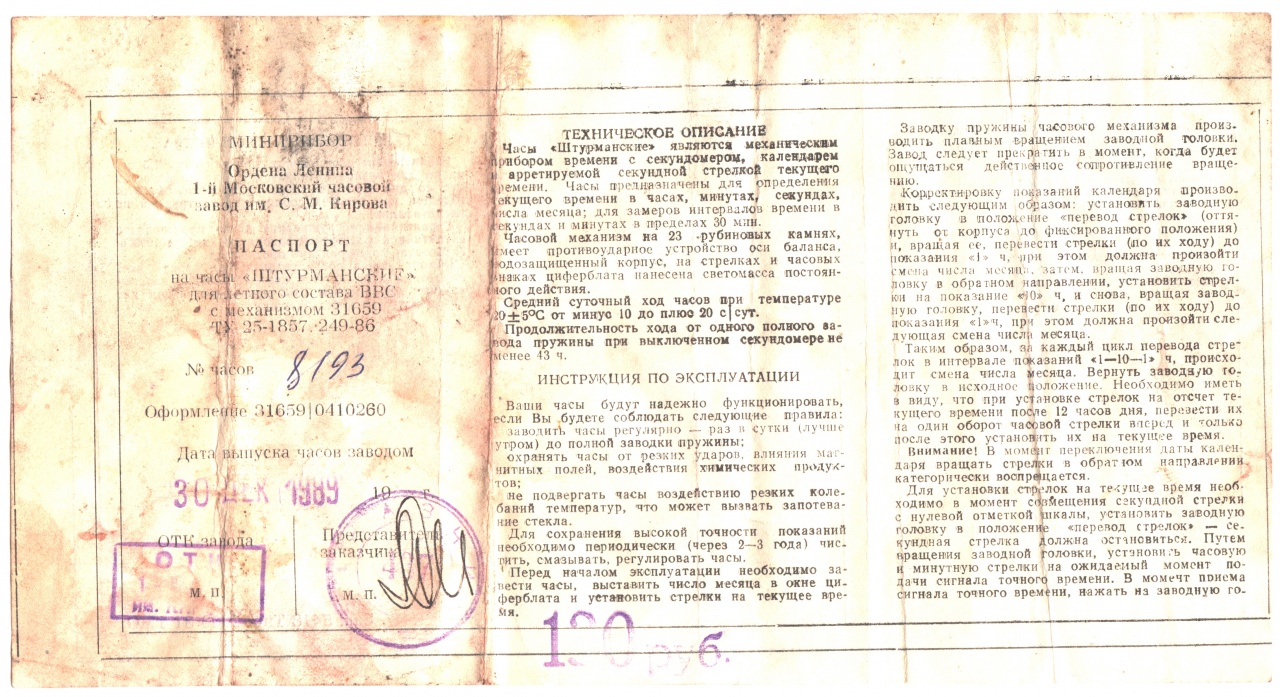 МИНПРИБОР
Ордена Ленина
1-й Московский часовой
завод им. С. М. Кирова
ПАСПОРТ
на часы «ШТУРМАНСКИЕ»
для летного состава ВВС
с механизмом 31659
ТУ 25-1857. 249-86
№ часов 8193
Оформление 31659|0410260
Дата выпуска часов заводом
30 ДЕК 1989 19 г.
ОТК завода
Представитель
заказчика
М. П.
М. П.
ТЕХНИЧЕСКОЕ ОПИСАНИЕ
Часы «Штурманские» являются механическим
прибором времени с секундомером, календарем
и арретируемой секундной стрелкой текущего
времени. Часы предназначены для определения
текущего времени в часах, минутах, секундах,
числа месяца; для замеров интервалов времени в
секундах и минутах в пределах 30 мин.
Часовой механизм на 23 рубиновых камнях,
имеет противоударное устройство оси баланса,
водозащищенный корпус, на стрелках и часовых
знаках циферблата нанесена светомасса постоян-
ного действия.
Средний суточный ход часов при температуре
20±5°С от минус 10 до плюс 20 с|сут.
Продолжительность хода от одного полного за-
вода пружины при выключенном секундомере не
менее 43 ч.
ИНСТРУКЦИЯ ПО ЭКСПЛУАТАЦИИ
Ваши часы будут надежно функционировать,
если Вы будете соблюдать следующие правила:
заводить часы регулярно — раз в сутки (лучше
утром) до полной заводки пружины;
охранять часы от резких ударов, влияния маг-
нитных полей, воздействия химических продук-
тов;
не подвергать часы воздействию резких коле-
баний температур, что может вызвать запотева-
ние стекла.
Для сохранения высокой точности показаний
необходимо периодически (через 2—3 года) чис-
тить, смазывать, регулировать часы.
Перед началом эксплуатации необходимо за-
вести часы, выставить число месяца в окне ци-
ферблата и установить стрелки на текущее вре-
мя.
руб.
Заводку пружины часового механизма произ-
водить плавным вращением заводной головки.
Завод следует прекратить в момент, когда будет
ощущаться действенное сопротивление враще-
нию.
Корректировку показаний календаря произво-
дить следующим образом: установить заводную
головку в положение «перевод стрелок» (оття-
нуть от корпуса до фиксированного положения)
и, вращая ее, перевести стрелки (по их ходу) до
показания «1» ч, при этом должна произойти
смена числа месяца, затем, вращая заводную го-
ловку в обратном направлении, установить стрел-
ки на показание «10» ч, и снова, вращая завод-
ную головку, перевести стрелки (по их ходу) до
показания «1»ч, при этом должна произойти сле-
дующая смена числа месяца.
Таким образом, за каждый цикл перевода стре-
лок в интервале показаний «1—10—1» ч, происхо-
дит смена числа месяца. Вернуть заводную го-
ловку в исходное положение. Необходимо иметь
в виду, что при установке стрелок на отсчет те-
кущего времени после 12 часов дня, перевести их
на один оборот часовой стрелки вперед и только
после этого установить их на текущее время.
Внимание! В момент переключения даты кален-
даря вращать стрелки в обратном направлении
категорически воспрещается.
Для установки стрелок на текущее время необ-
ходимо в момент совмещения секундной стрелки
с нулевой отметкой шкалы, установить заводную
головку в положение «перевод стрелок» — се-
кундная стрелка должна остановиться. Путем
вращения заводной головки, установить часовую
и минутную стрелки на ожидаемый момент по-
дачи сигнала точного времени. В момент приема
сигнала точного времени, нажать на заводную го-